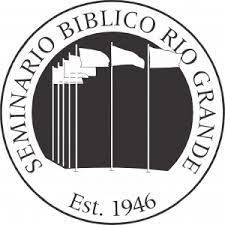 SEMINARIO BIBLICO RIO GRANDE
Est. 1946